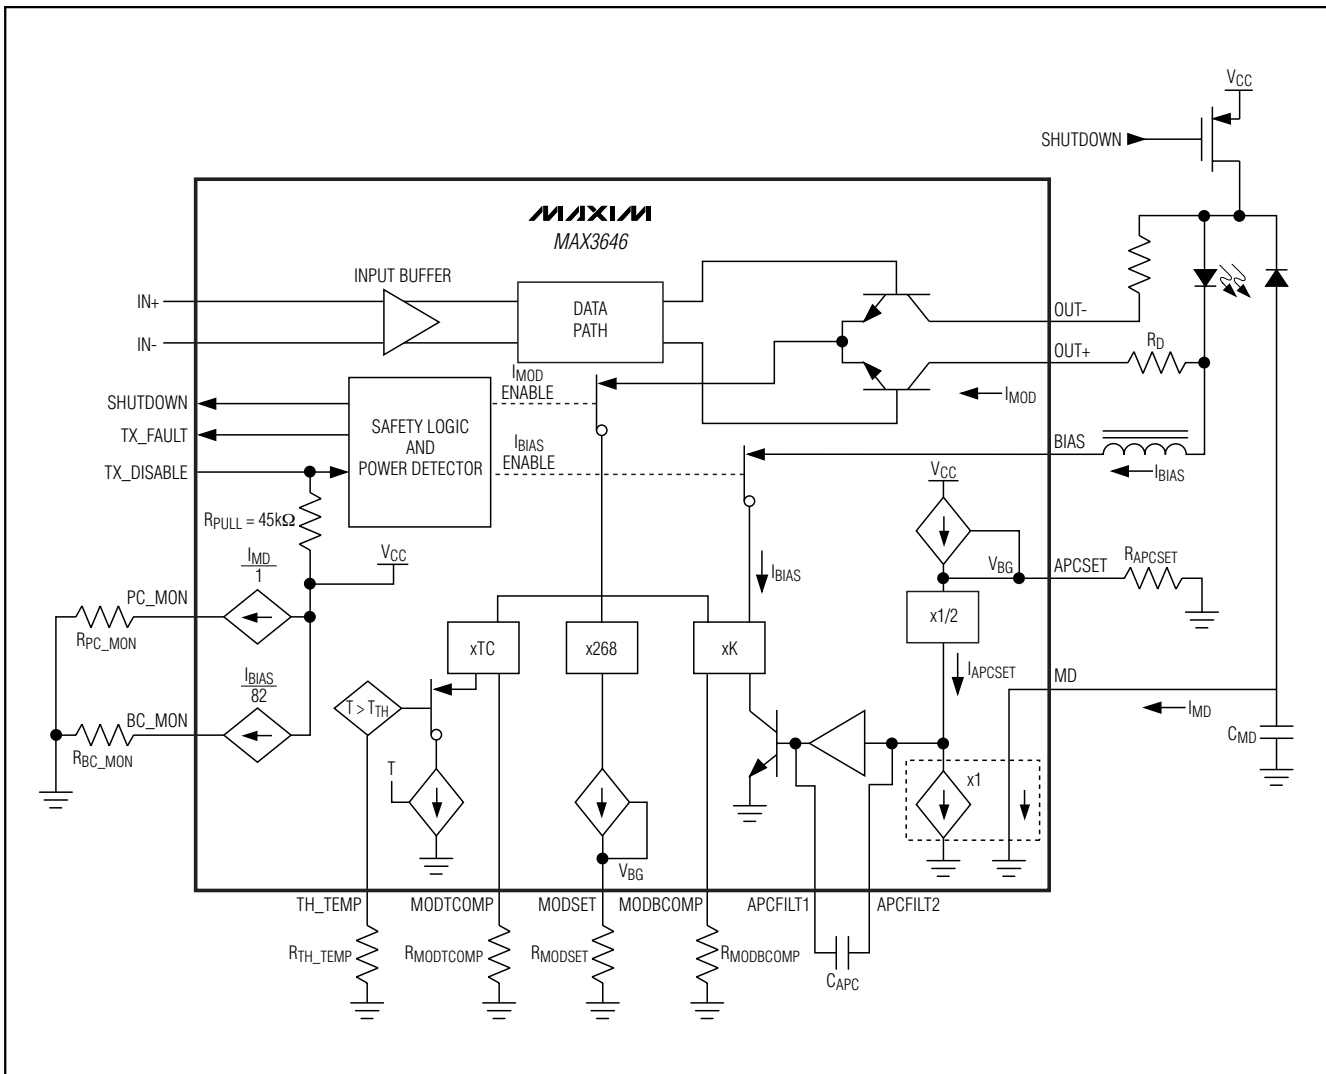 VCC
SHUTDOWN
MAXIM
MAX3646
INPUT BUFFER
IN+
IN-
DATA
PATH
OUT-
OUT+
RD
IMOD
ENABLE
IMOD
SHUTDOWN
TX_FAULT
TX_DISABLE
SAFETY LOGIC
AND
POWER DETECTOR
IBIAS
ENABLE
BIAS
IBIAS
VCC
RPULL = 45kΩ
IMD
1
VCC
IBIAS
VBG
APCSET
RAPCSET
PC_MON
RPC_MON
xTC
x268
xK
x1/2
IAPCSET
MD
IMD
IBIAS
82
BC_MON
RBC_MON
T > TTH
CMD
T
x1
VBG
TH_TEMP
MODTCOMP
MODSET
MODBCOMP
APCFILT1
APCFILT2
RTH_TEMP
RMODTCOMP
RMODSET
RMODBCOMP
CAPC